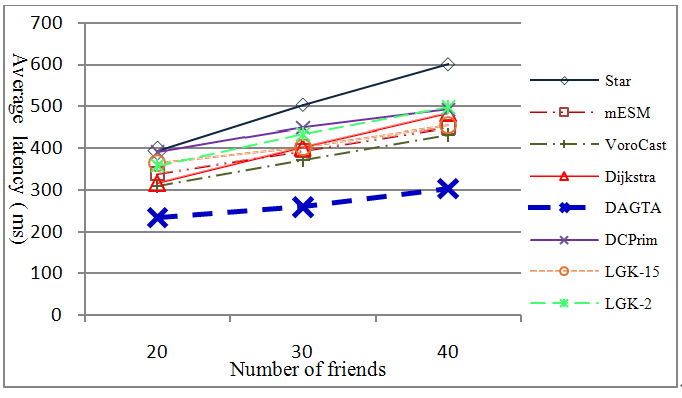 700
600
500
400
300
200
100
0
Average latency ( ms)
20 30 40
Number of friends
Star
mESM
VoroCast
Dijkstra
DAGTA
DCPrim
LGK-15
LGK-2